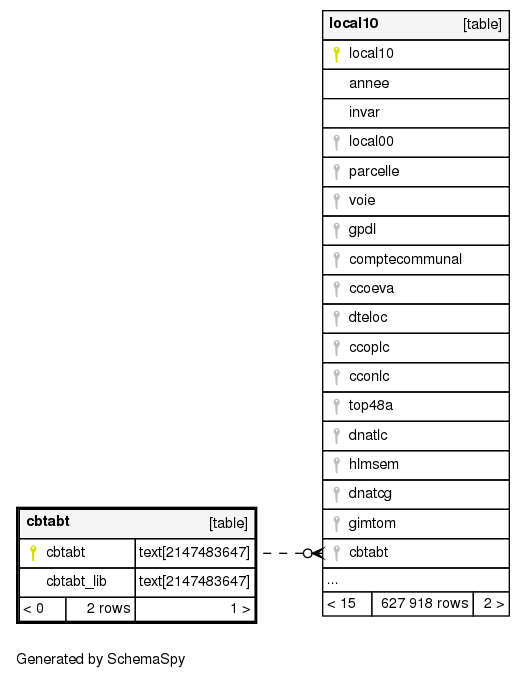 local10 [table]
local10
annee
invar
local00
parcelle
voie
gpdl
comptecommunal
ccoeva
dteloc
ccoplc
cconlc
top48a
dnatlc
hlmsem
dnatcg
gimtom
cbtabt
...
< 15 627 918 rows 2 >
cbtabt [table]
cbtabt text[2147483647]
cbtabt_lib text[2147483647]
< 0 2 rows 1 >
Generated by SchemaSpy